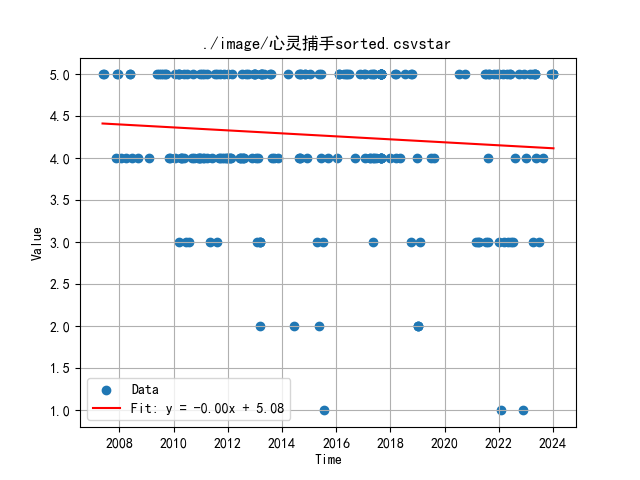 ./image/心灵捕手sorted.csvstar
5.0
4.5
4.0
3.5
3.0
2.5
2.0
1.5
1.0
Value
Data
Fit: y = -0.00x + 5.08
2008 2010 2012 2014 2016 2018 2020 2022 2024
Time